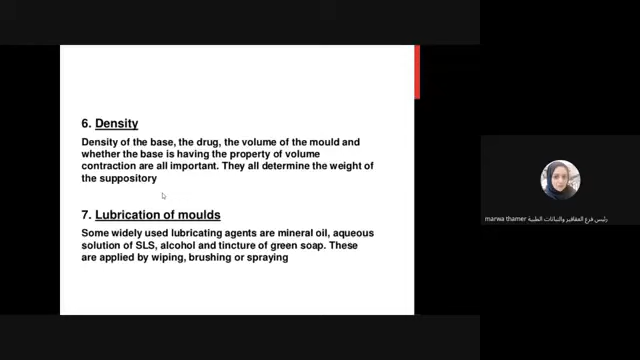 6. Density
Density of the base, the drug, the volume of the mould and
whether the base is having the property of volume
contraction are all important. They all determine the weight of
the suppository
7. Lubrication of moulds
Some widely used lubricating agents are mineral oil, aqueous
solution of SLS, alcohol and tincture of green soap. These
are applied by wiping, brushing or spraying
marwa thamer رئيس فرع العقاقير والنباتات الطبية